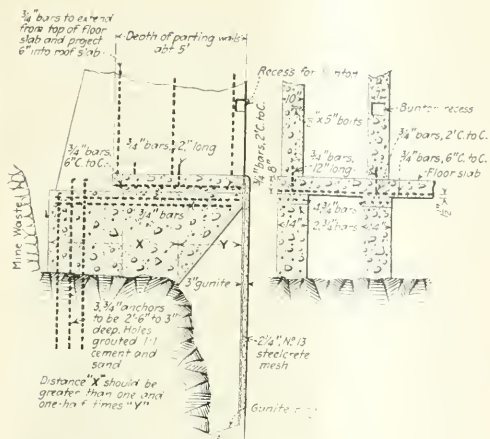 3/4" bars to extend
from top of floor
slab and project
6" into roof slab
Depth of parting walls
abt 5'
Recess for
10"
Bunton recess
" x 5" bolts
3/4" bars, 2' C. to C.
3/4" bars, 6" C. to C.
Floor slab
3/4" bars, 2'C. to C.
8"
3/4" bars,
12" long
3/4" bars, 2' long
3/4" bars,
6" C. to C.
3/4" bars
X
Y
14"
4, 3/4" bars
2, 3/4" bars
Mine Waste
3" gunite
3, 3/4" anchors
to be 2'-6" to 3'
deep. Holes
grouted 1:1
cement and
sand
Distance "X" should be
greater than one and
one-half times "Y"
2 1/4", No 13
steelcrete
mesh
Gunite